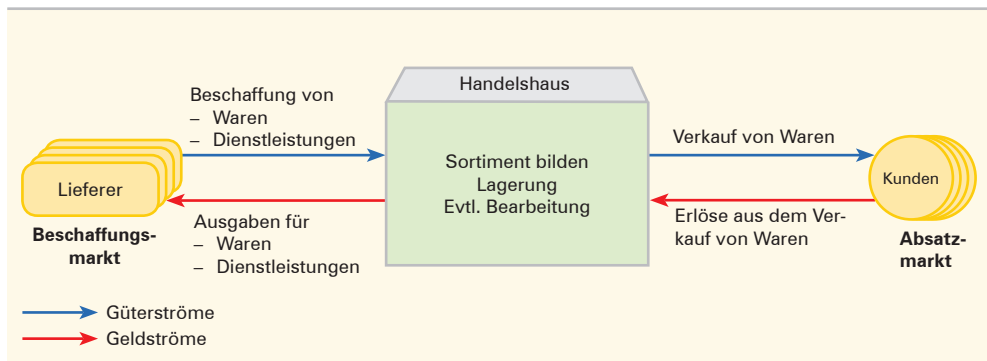 Handelshaus
Beschaffung von
– Waren
– Dienstleistungen
Lieferer
Beschaffungs-
markt
Ausgaben für
– Waren
– Dienstleistungen
Sortiment bilden
Lagerung
Evtl. Bearbeitung
Verkauf von Waren
Erlöse aus dem Ver-
kauf von Waren
Kunden
Absatz-
markt
Güterströme
Geldströme